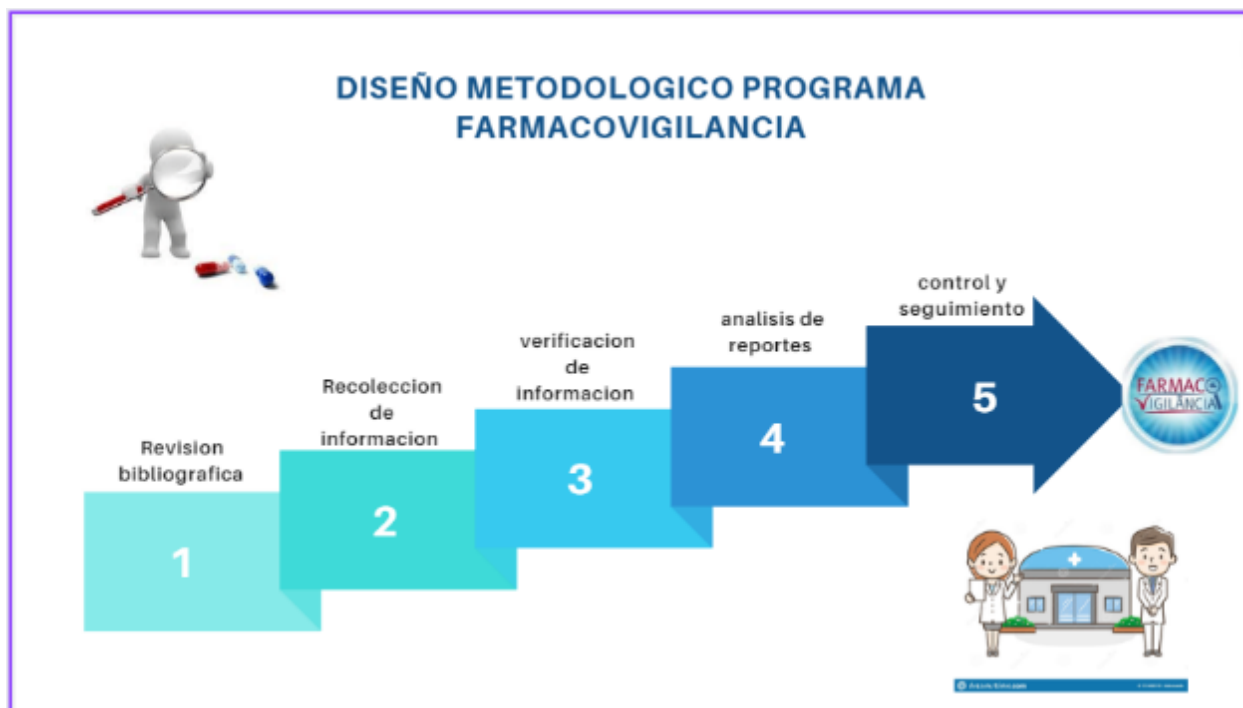 DISEÑO METODOLOGICO PROGRAMA
FARMACOVIGILANCIA
Revision
bibliografica
1
Recoleccion
de
informacion
2
verificacion
de
informacion
3
analisis de
reportes
4
control y
seguimiento
5
FARMACO
VIGILÂNCIA